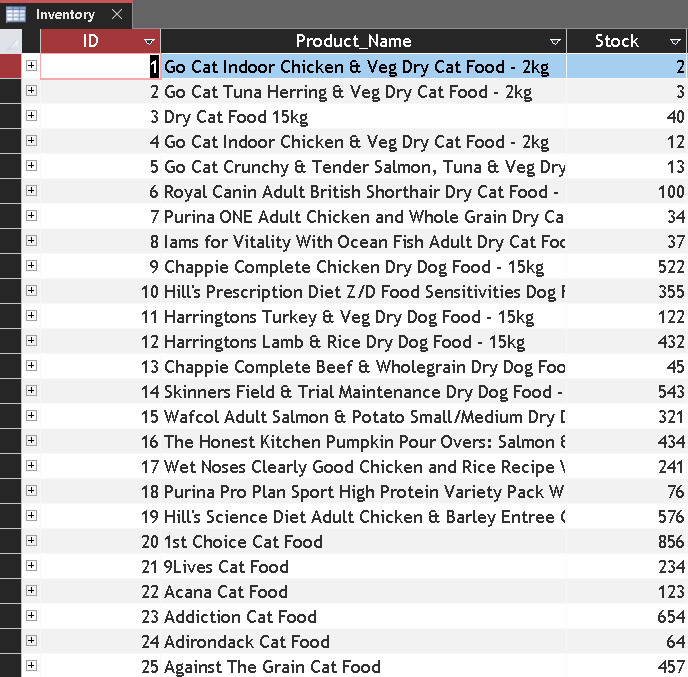 Inventory
ID Product_Name Stock
1 Go Cat Indoor Chicken & Veg Dry Cat Food - 2kg 2
2 Go Cat Tuna Herring & Veg Dry Cat Food - 2kg 3
3 Dry Cat Food 15kg 40
4 Go Cat Indoor Chicken & Veg Dry Cat Food - 2kg 12
5 Go Cat Crunchy & Tender Salmon, Tuna & Veg Dry 13
6 Royal Canin Adult British Shorthair Dry Cat Food - 100
7 Purina ONE Adult Chicken and Whole Grain Dry Ca 34
8 Iams for Vitality With Ocean Fish Adult Dry Cat Foo 37
9 Chappie Complete Chicken Dry Dog Food - 15kg 522
10 Hill's Prescription Diet Z/D Food Sensitivities Dog 355
11 Harringtons Turkey & Veg Dry Dog Food - 15kg 122
12 Harringtons Lamb & Rice Dry Dog Food - 15kg 432
13 Chappie Complete Beef & Wholegrain Dry Dog Foo 45
14 Skinners Field & Trial Maintenance Dry Dog Food - 543
15 Wafcol Adult Salmon & Potato Small/Medium Dry 321
16 The Honest Kitchen Pumpkin Pour Overs: Salmon & 434
17 Wet Noses Clearly Good Chicken and Rice Recipe 241
18 Purina Pro Plan Sport High Protein Variety Pack W 76
19 Hill's Science Diet Adult Chicken & Barley Entree 576
20 1st Choice Cat Food 856
21 9Lives Cat Food 234
22 Acana Cat Food 123
23 Addiction Cat Food 654
24 Adirondack Cat Food 64
25 Against The Grain Cat Food 457